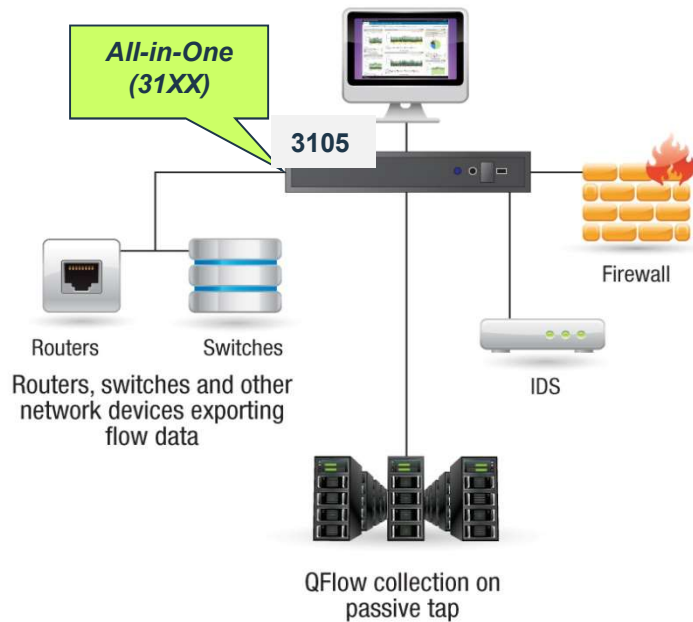 All-in-One
(31XX)
3105
Firewall
Routers
Switches
IDS
Routers, switches and other
network devices exporting
flow data
QFlow collection on
passive tap